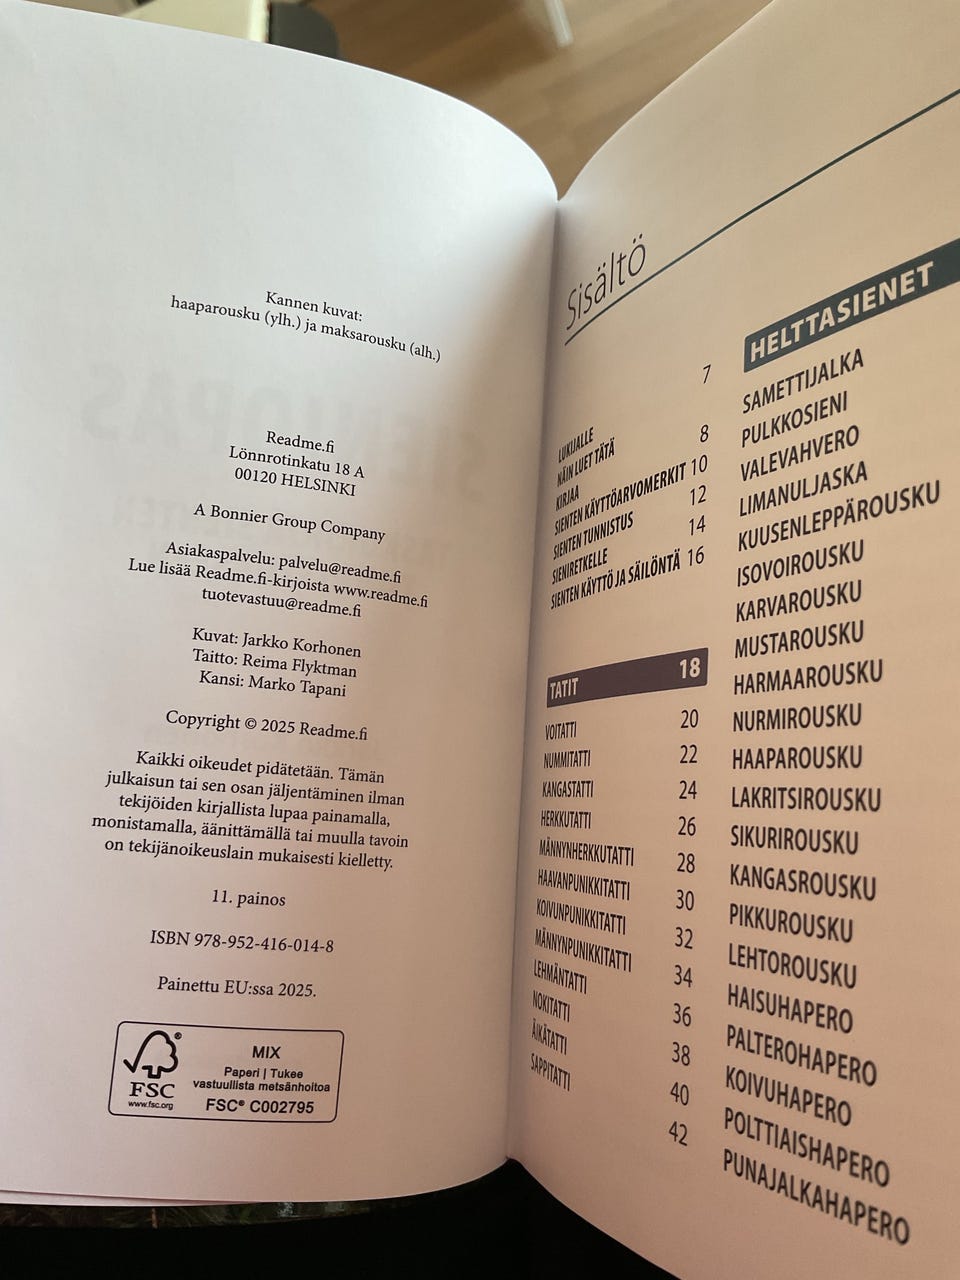 Kannen kuvat:
haaparousku (ylh.) ja maksarousku (alh.)
Readme.fi
Lönnrotinkatu 18 A
00120 HELSINKI
A Bonnier Group Company
Asiakaspalvelu: palvelu@readme.fi
Lue lisää Readme.fi-kirjoista www.readme.fi
tuotevastuu@readme.fi
Kuvat: Jarkko Korhonen
Taitto: Reima Flyktman
Kansi: Marko Tapani
Copyright © 2025 Readme.fi
Kaikki oikeudet pidätetään. Tämän
julkaisun tai sen osan jäljentäminen ilman
tekijöiden kirjallista lupaa painamalla,
monistamalla, äänittämällä tai muulla tavoin
on tekijänoikeuslain mukaisesti kielletty.
11. painos
ISBN 978-952-416-014-8
Painettu EU:ssa 2025.
FSC
www.fsc.org
MIX
Paperi | Tukee
vastuullista metsänhoitoa
FSC® C002795
Sisältö
LUKIJALLE 7
NÄIN LUET TÄTÄ
KIRJAA 8
SIENTEN KÄYTTÖARVOMERKIT 10
SIENTEN TUNNISTUS 12
SIENIRETKELLE 14
SIENTEN KÄYTTÖ JA SÄILÖNTÄ 16
TATIT 18
VOITATTI 20
NUMMITATTI 22
KANGASTATTI 24
HERKKUTATTI 26
MÄNNYNHERKKUTATTI 28
HAAVANPUNIKKITATTI 30
KOIVUNPUNIKKITATTI 32
MÄNNYNPUNIKKITATTI 34
LEHMÄNTATTI 36
NOKITATTI 38
ÄIKÄTATTI 40
SAPPITATTI 42
HELTTASIENET
SAMETTIJALKA
PULKKOSIENI
VALEVAHVERO
LIMANULJASKA
KUUSENLEPPÄROUSKU
ISOVOIROUSKU
KARVAROUSKU
MUSTAROUSKU
HARMAAROUSKU
NURMIROUSKU
HAAPAROUSKU
LAKRITSIROUSKU
SIKURIROUSKU
KANGASROUSKU
PIKKUROUSKU
LEHTOROUSKU
HAISUHAPERO
PALTEROHAPERO
KOIVUHAPERO
POLTTIAISHAPERO
PUNAJALKAHAPERO